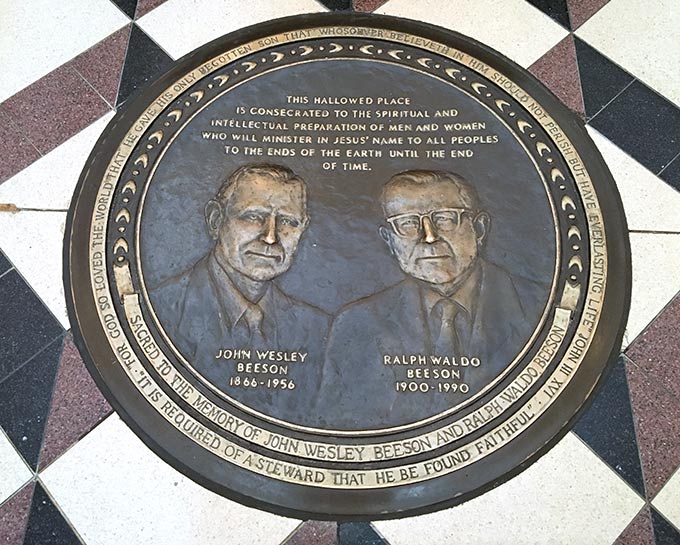 THIS HALLOWED PLACE
IS CONSECRATED TO THE SPIRITUAL AND
INTELLECTUAL PREPARATION OF MEN AND WOMEN
WHO WILL MINISTER IN JESUS' NAME TO ALL PEOPLES
TO THE ENDS OF THE EARTH UNTIL THE END
OF TIME.
JOHN WESLEY
BEESON
1866-1956
RALPH WALDO
BEESON
1900-1990
SACRED TO THE MEMORY OF JOHN WESLEY BEESON AND RALPH WALDO BEESON
"FOR GOD SO LOVED THE WORLD THAT HE GAVE HIS ONLY BEGOTTEN SON THAT WHOSOEVER BELIEVETH IN HIM SHOULD NOT PERISH BUT HAVE EVERLASTING LIFE" JOHN III XVI ·
"IT IS REQUIRED OF A STEWARD THAT HE BE FOUND FAITHFUL" ·